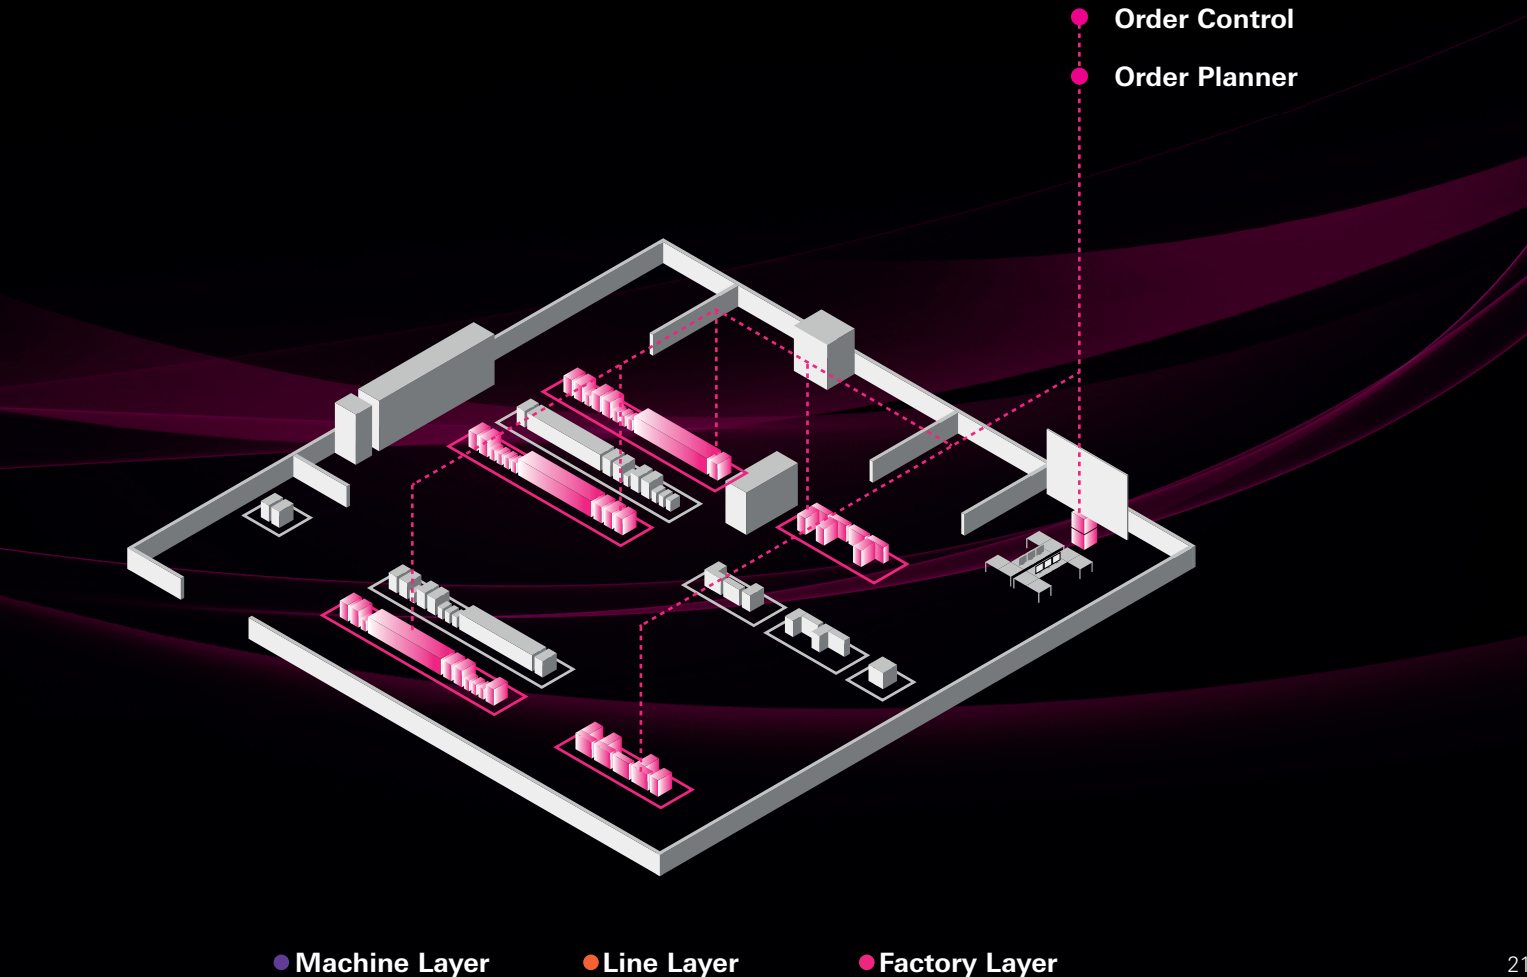 Order Control
Order Planner
Machine Layer
Line Layer
Factory Layer
21